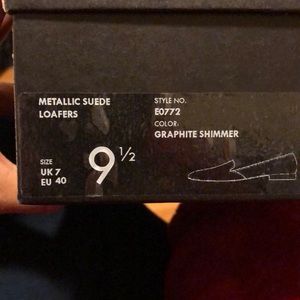 METALLIC SUEDE
LOAFERS
STYLE NO.
E0772
COLOR:
GRAPHITE SHIMMER
SIZE
UK 7
EU 40
9 1/2